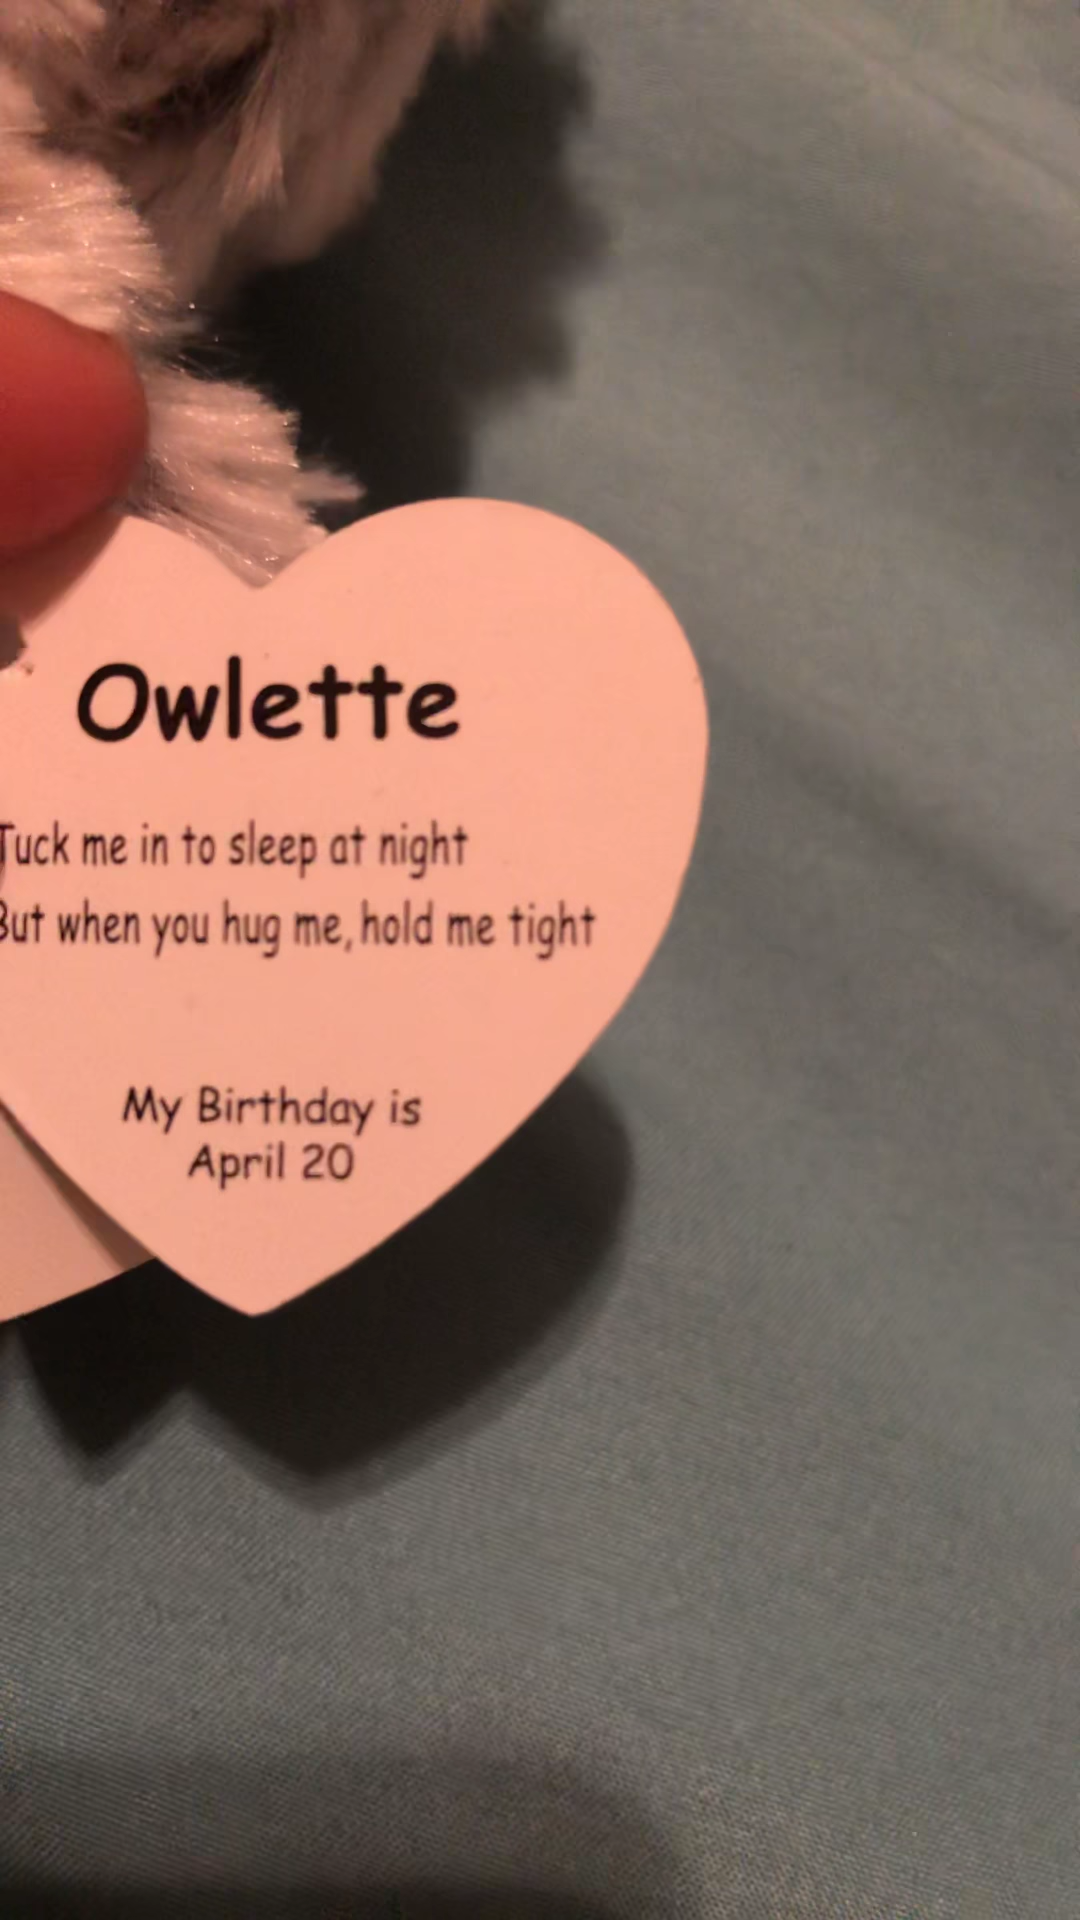 Owlette
Tuck me in to sleep at night
But when you hug me, hold me tight
My Birthday is
April 20